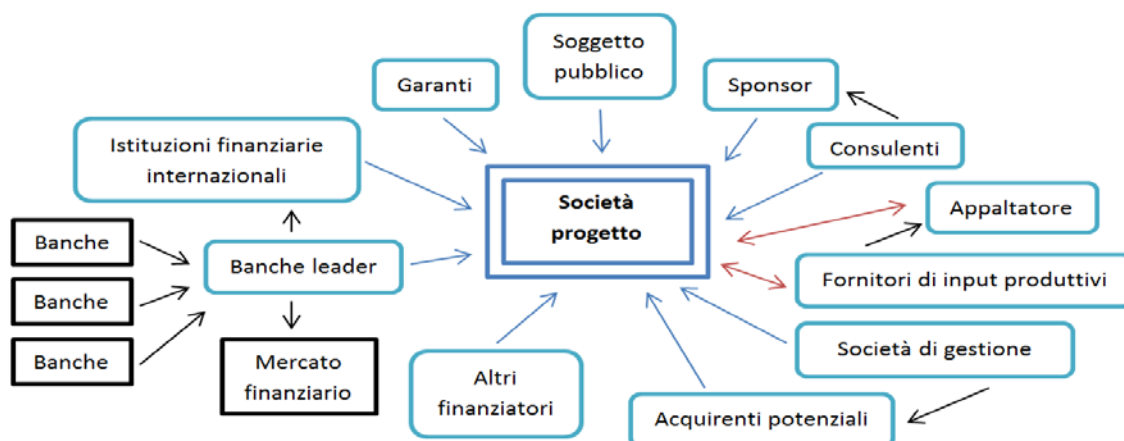 Soggetto
pubblico
Garanti
Sponsor
Consulenti
Istituzioni finanziarie
internazionali
Società
progetto
Appaltatore
Banche
Banche leader
Banche
Fornitori di input produttivi
Banche
Mercato
finanziario
Altri
finanziatori
Società di gestione
Acquirenti potenziali